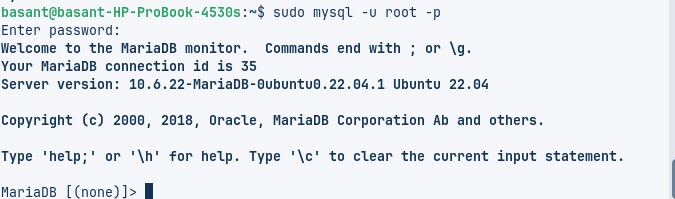 basant@basant-HP-ProBook-4530s:~$ sudo mysql -u root -p
Enter password:
Welcome to the MariaDB monitor.  Commands end with ; or \g.
Your MariaDB connection id is 35
Server version: 10.6.22-MariaDB-0ubuntu0.22.04.1 Ubuntu 22.04

Copyright (c) 2000, 2018, Oracle, MariaDB Corporation Ab and others.

Type 'help;' or '\h' for help. Type '\c' to clear the current input statement.

MariaDB [(none)]>